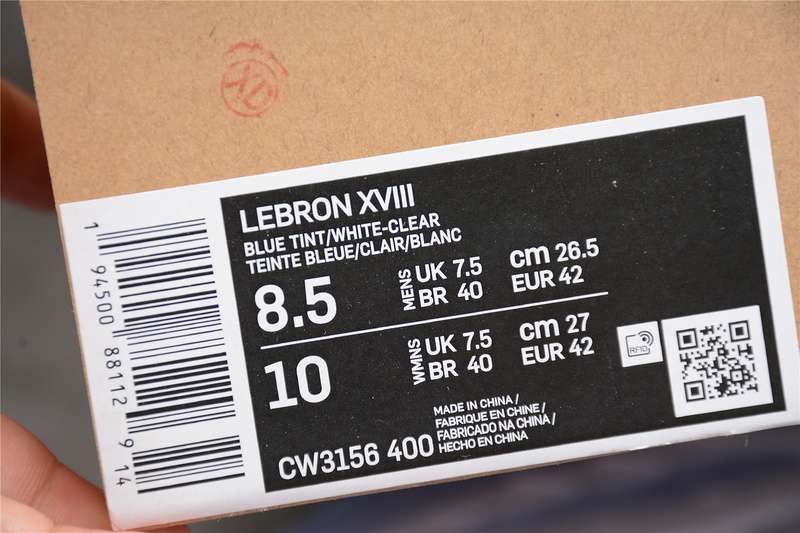 XL
LEBRON XVIII
BLUE TINT/WHITE-CLEAR
TEINTE BLEUE/CLAIR/BLANC
8.5
MENS
UK 7.5
BR 40
cm 26.5
EUR 42
10
WMNS
UK 7.5
BR 40
cm 27
EUR 42
RFID
CW3156 400
MADE IN CHINA /
FABRIQUE EN CHINE /
FABRICADO NA CHINA /
HECHO EN CHINA
1 94500 88112 9 14